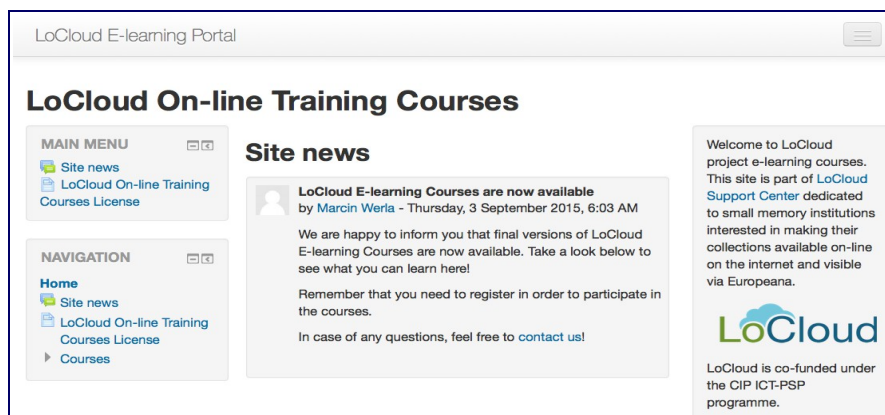 LoCloud E-learning Portal
LoCloud On-line Training Courses
MAIN MENU
Site news
LoCloud On-line Training
Courses License
NAVIGATION
Home
Site news
LoCloud On-line Training
Courses License
Courses
Site news
LoCloud E-learning Courses are now available
by Marcin Werla - Thursday, 3 September 2015, 6:03 AM
We are happy to inform you that final versions of LoCloud
E-learning Courses are now available. Take a look below to
see what you can learn here!
Remember that you need to register in order to participate in
the courses.
In case of any questions, feel free to contact us!
Welcome to LoCloud
project e-learning courses.
This site is part of LoCloud
Support Center dedicated
to small memory institutions
interested in making their
collections available on-line
on the internet and visible
via Europeana.
LoCloud
LoCloud is co-funded under
the CIP ICT-PSP
programme.